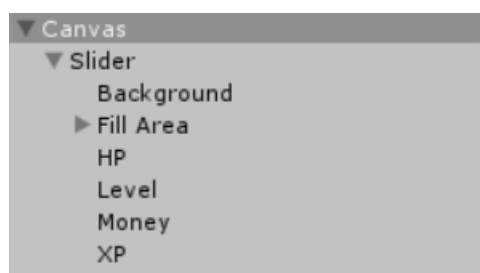 Canvas
Slider
Background
Fill Area
HP
Level
Money
XP